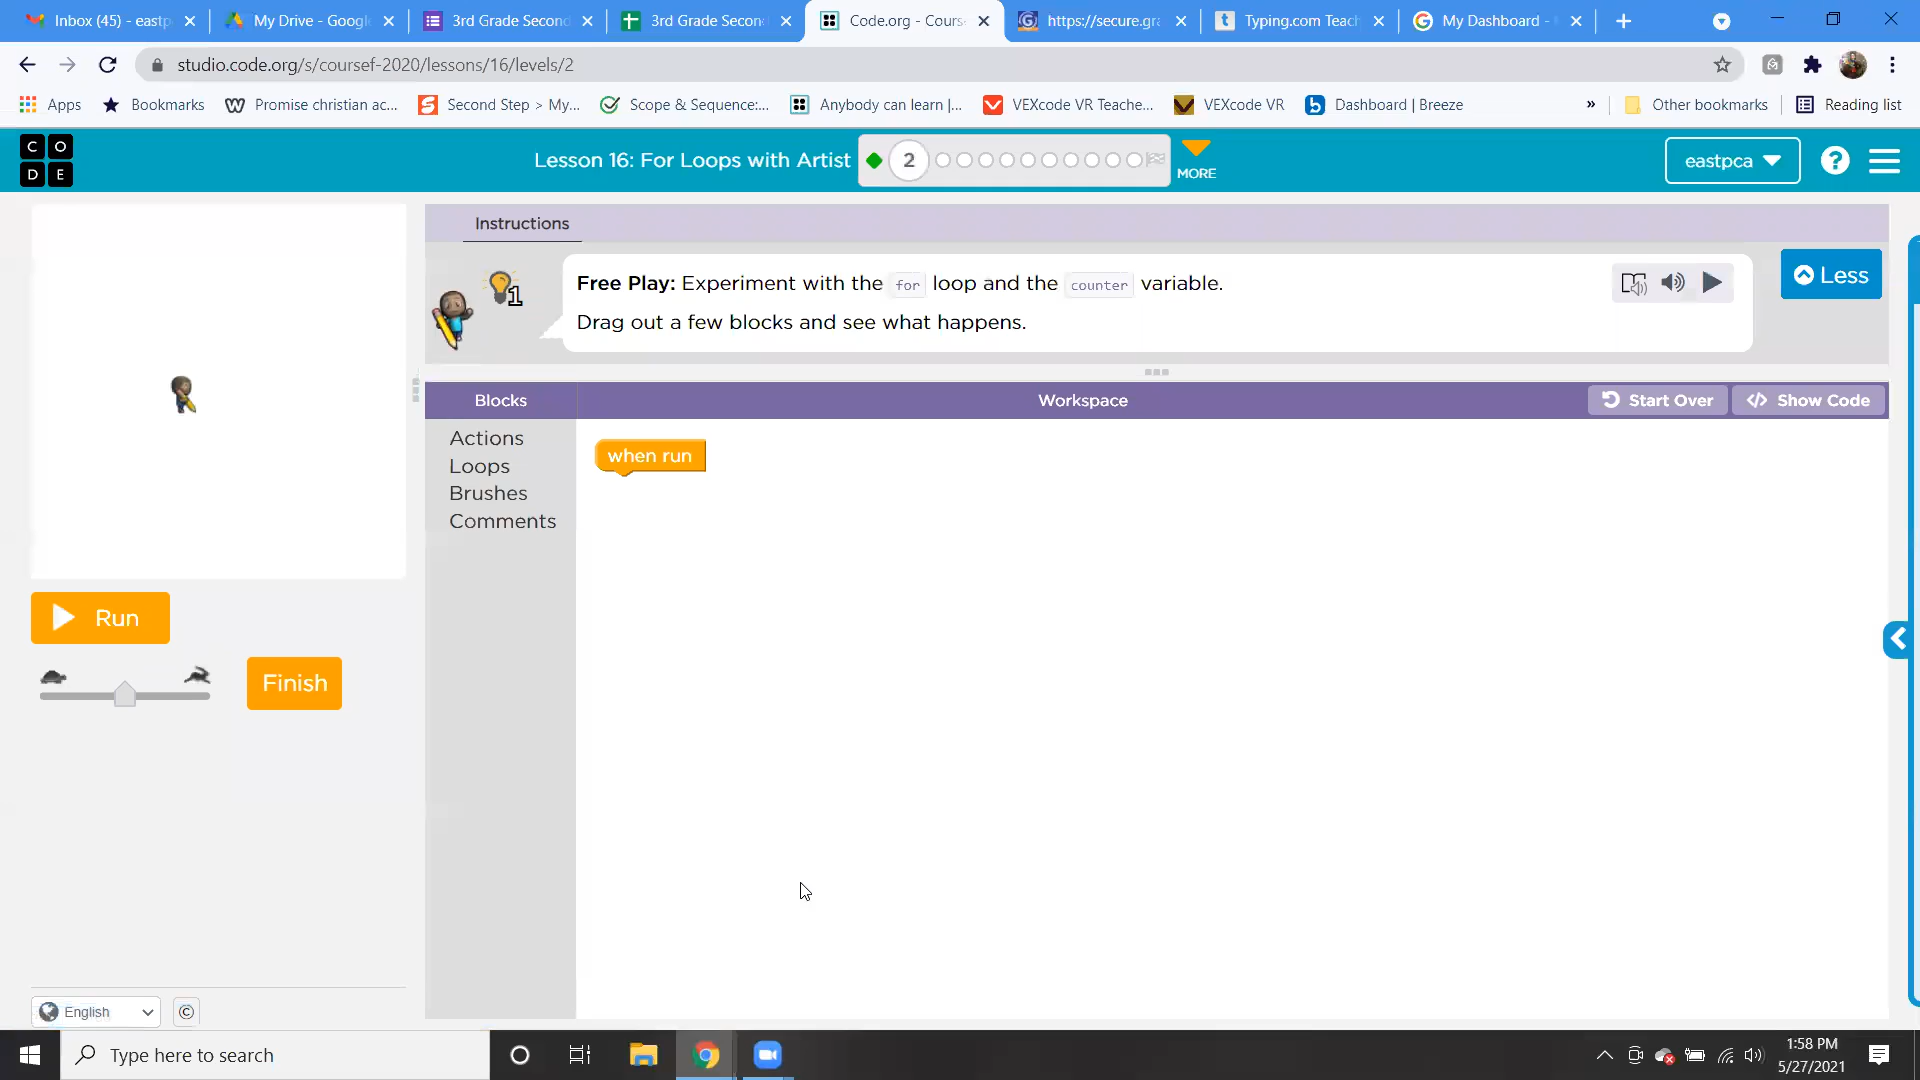 Inbox (45) - eastp
My Drive - Google
3rd Grade Second
3rd Grade Secon
Code.org - Cours
https://secure.gra
Typing.com Teach
My Dashboard -
studio.code.org/s/coursef-2020/lessons/16/levels/2
Apps
Bookmarks
Promise christian ac...
Second Step > My...
Scope & Sequence:...
Anybody can learn |...
VEXcode VR Teache...
VEXcode VR
Dashboard | Breeze
»
Other bookmarks
Reading list
C O
D E
Lesson 16: For Loops with Artist
2
MORE
eastpca
?
Instructions
1
Free Play: Experiment with the for loop and the counter variable.
Drag out a few blocks and see what happens.
Less
Blocks
Workspace
Start Over
</> Show Code
Actions
Loops
Brushes
Comments
when run
Run
Finish
English
©
Type here to search
1:58 PM
5/27/2021